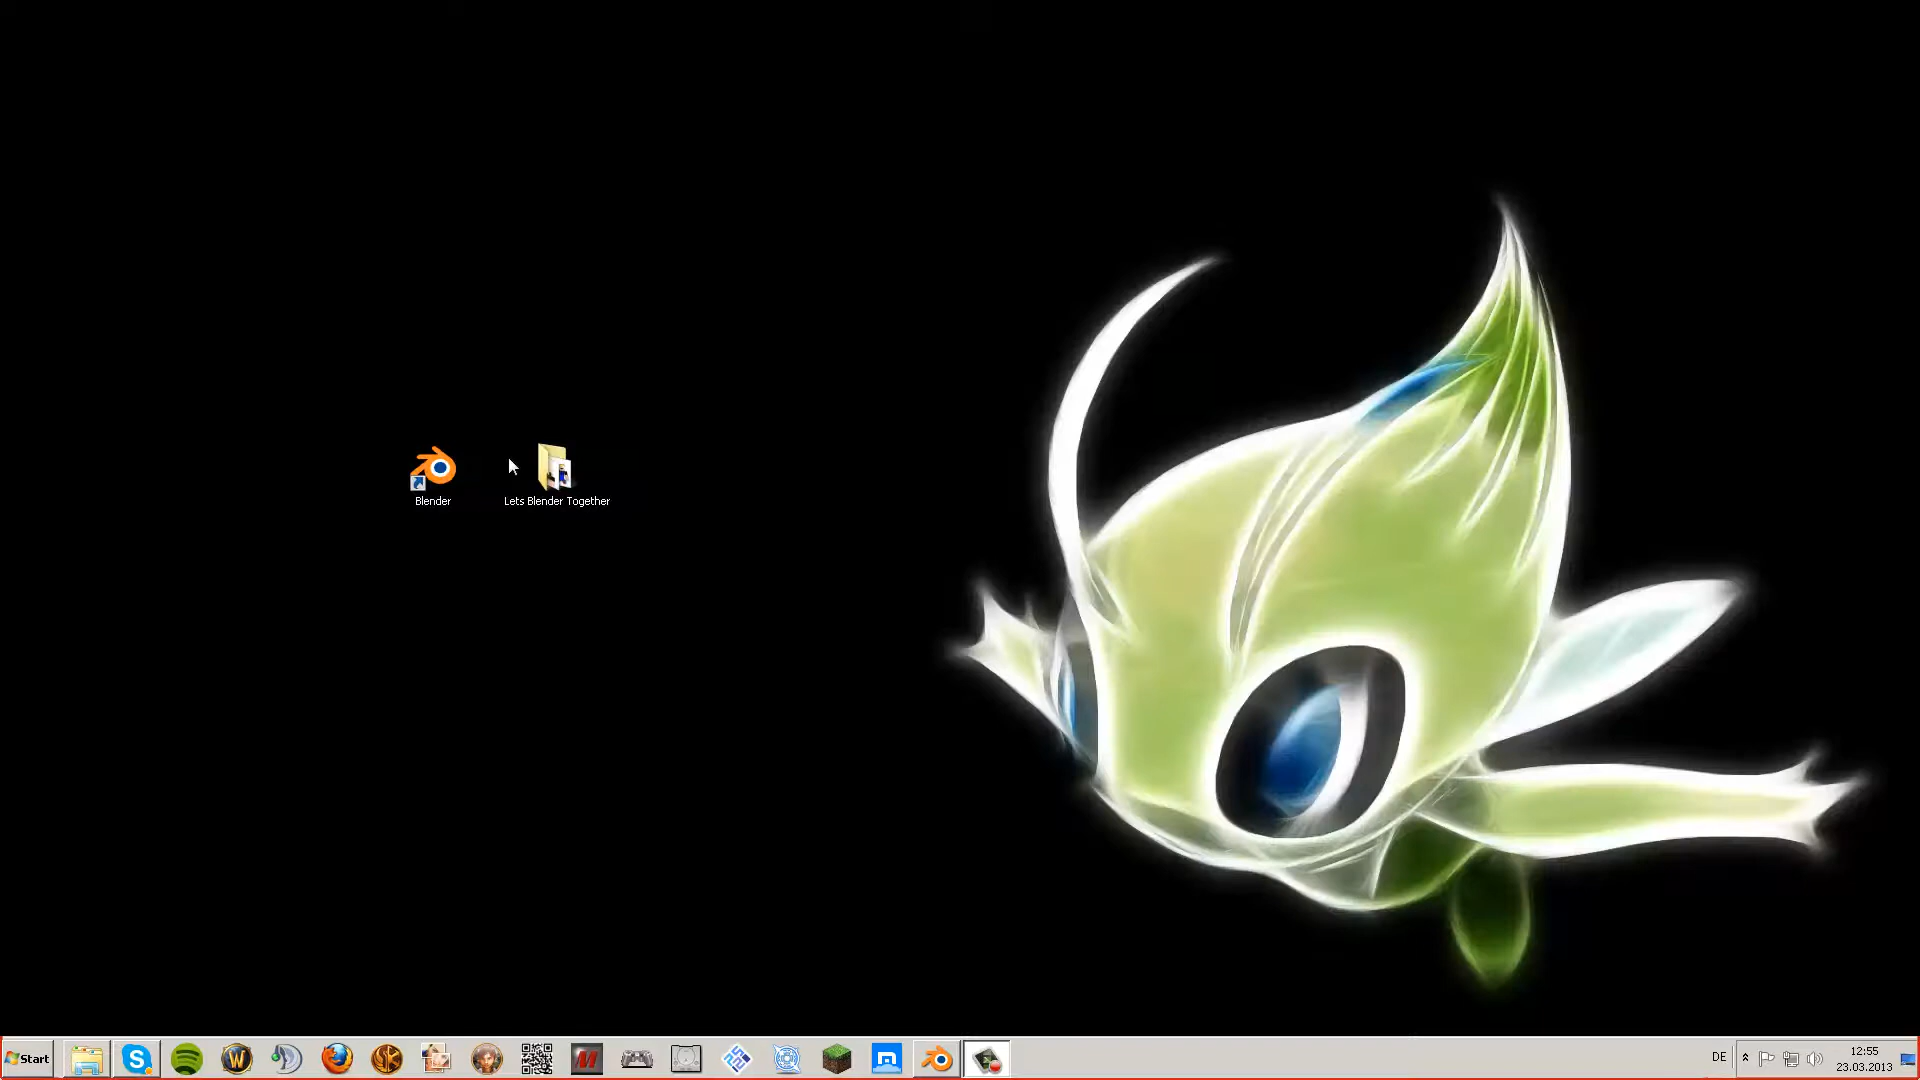 Blender
Lets Blender Together
Start
DE
12:55
23.03.2013